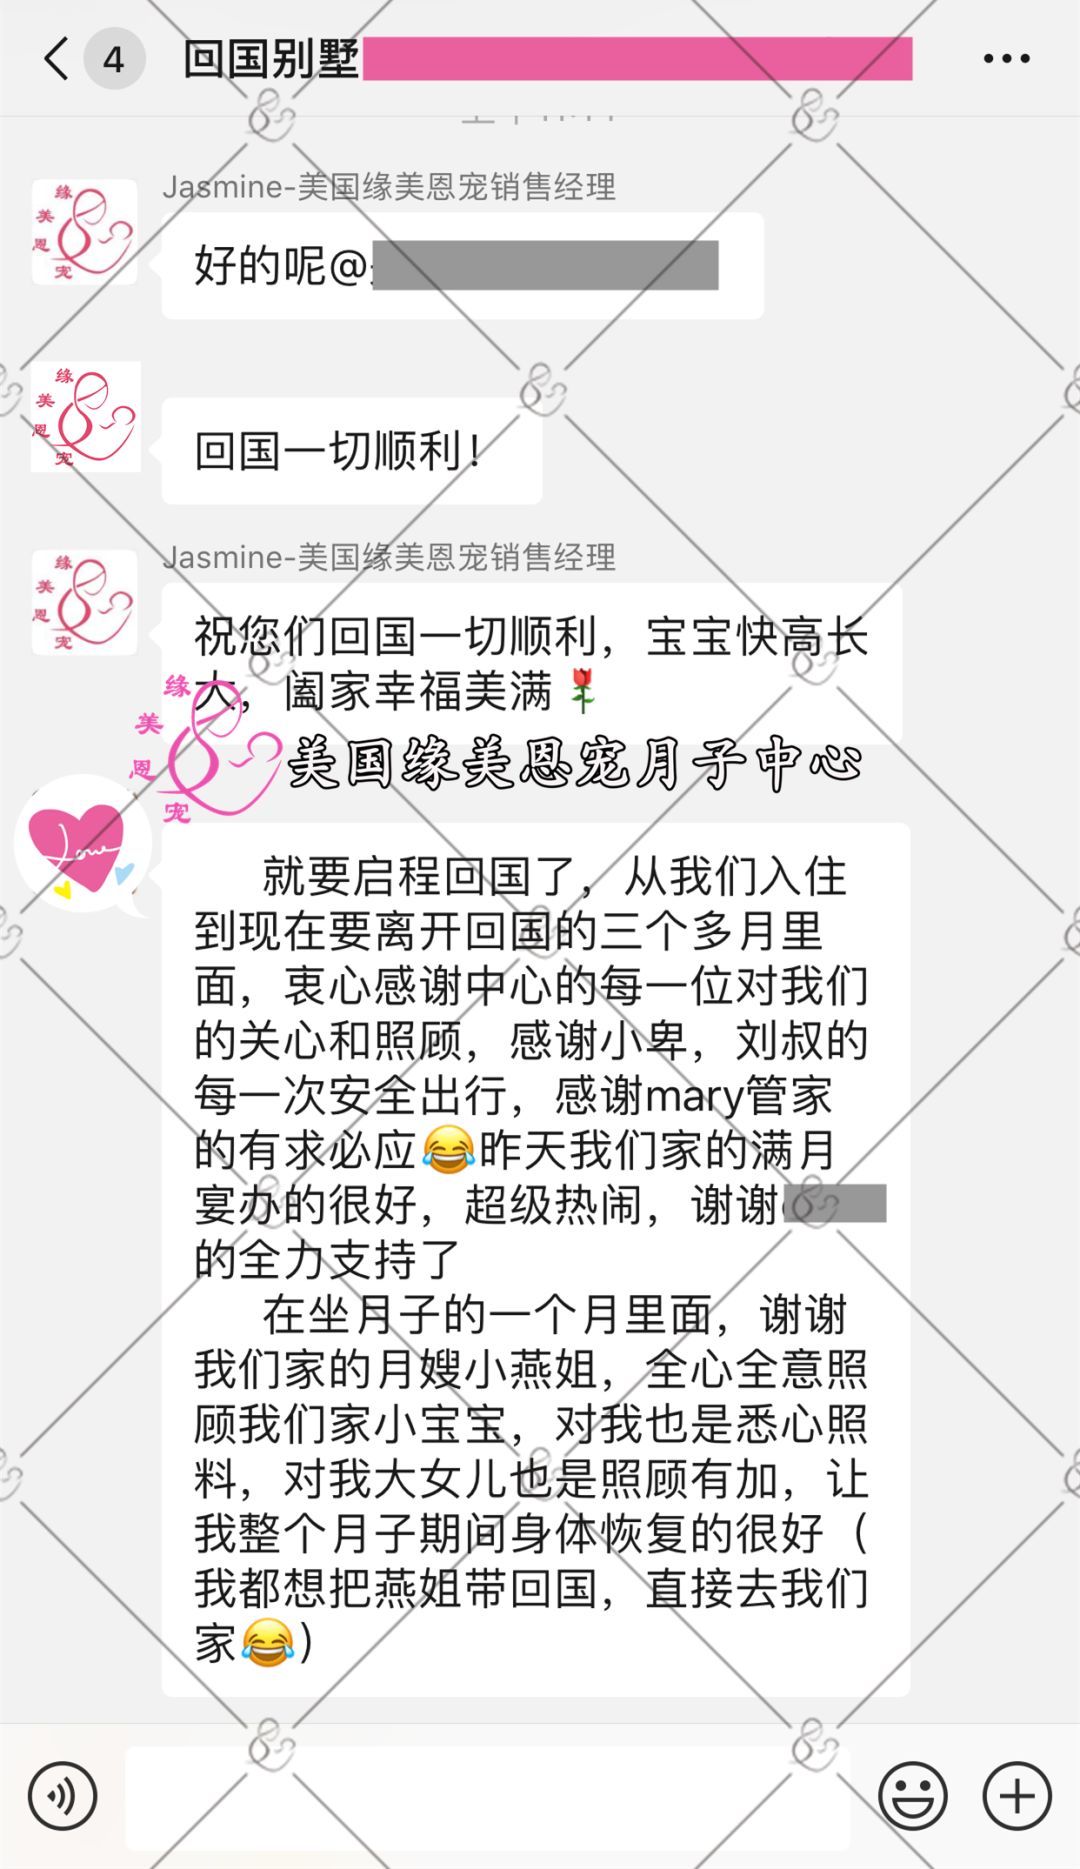 4
回国别墅
Jasmine-美国缘美恩宠销售经理
缘
美
恩
宠
好的呢@
缘
美
恩
宠
回国一切顺利！
Jasmine-美国缘美恩宠销售经理
缘
美
恩
宠
祝您们回国一切顺利，宝宝快高长
大，阖家幸福美满🌹
缘
美
恩
宠
美国缘美恩宠月子中心
Love
就要启程回国了，从我们入住
到现在要离开回国的三个多月里
面，衷心感谢中心的每一位对我们
的关心和照顾，感谢小卑，刘叔的
每一次安全出行，感谢mary管家
的有求必应😂昨天我们家的满月
宴办的很好，超级热闹，谢谢
的全力支持了
在坐月子的一个月里面，谢谢
我们家的月嫂小燕姐，全心全意照
顾我们家小宝宝，对我也是悉心照
料，对我大女儿也是照顾有加，让
我整个月子期间身体恢复的很好（
我都想把燕姐带回国，直接去我们
家😂）